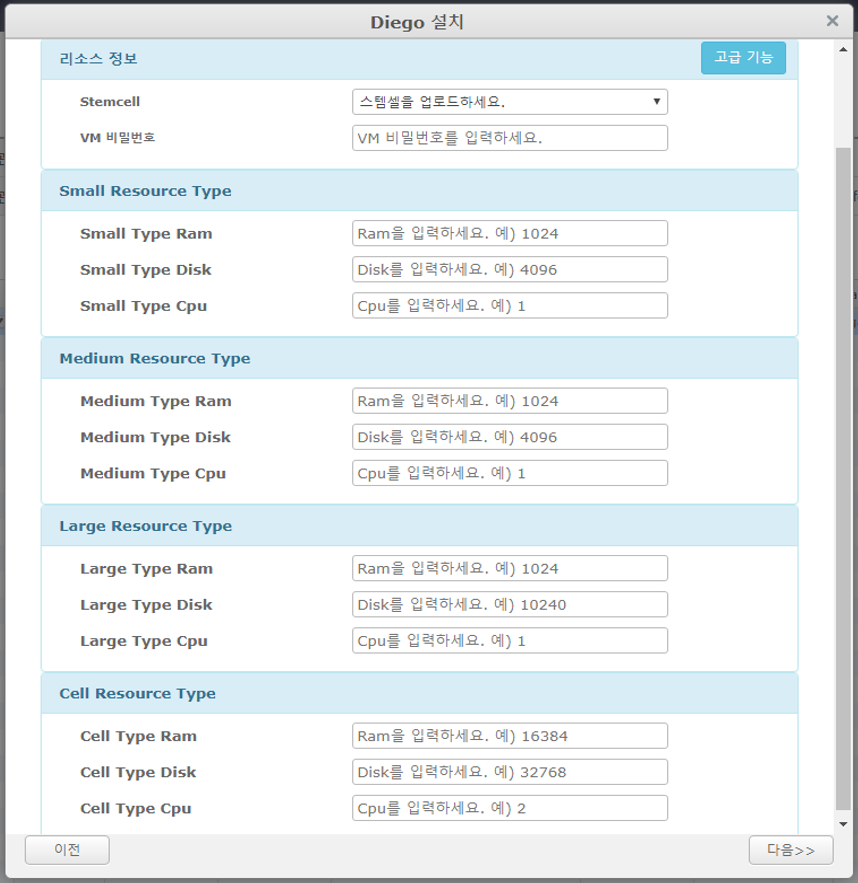 Diego 설치
리소스 정보 고급 기능
Stemcell 스템셀을 업로드하세요.
VM 비밀번호 VM 비밀번호를 입력하세요.
Small Resource Type
Small Type Ram Ram을 입력하세요. 예) 1024
Small Type Disk Disk를 입력하세요. 예) 4096
Small Type Cpu Cpu를 입력하세요. 예) 1
Medium Resource Type
Medium Type Ram Ram을 입력하세요. 예) 1024
Medium Type Disk Disk를 입력하세요. 예) 4096
Medium Type Cpu Cpu를 입력하세요. 예) 1
Large Resource Type
Large Type Ram Ram을 입력하세요. 예) 1024
Large Type Disk Disk를 입력하세요. 예) 10240
Large Type Cpu Cpu를 입력하세요. 예) 1
Cell Resource Type
Cell Type Ram Ram을 입력하세요. 예) 16384
Cell Type Disk Disk를 입력하세요. 예) 32768
Cell Type Cpu Cpu를 입력하세요. 예) 2
이전 다음>>